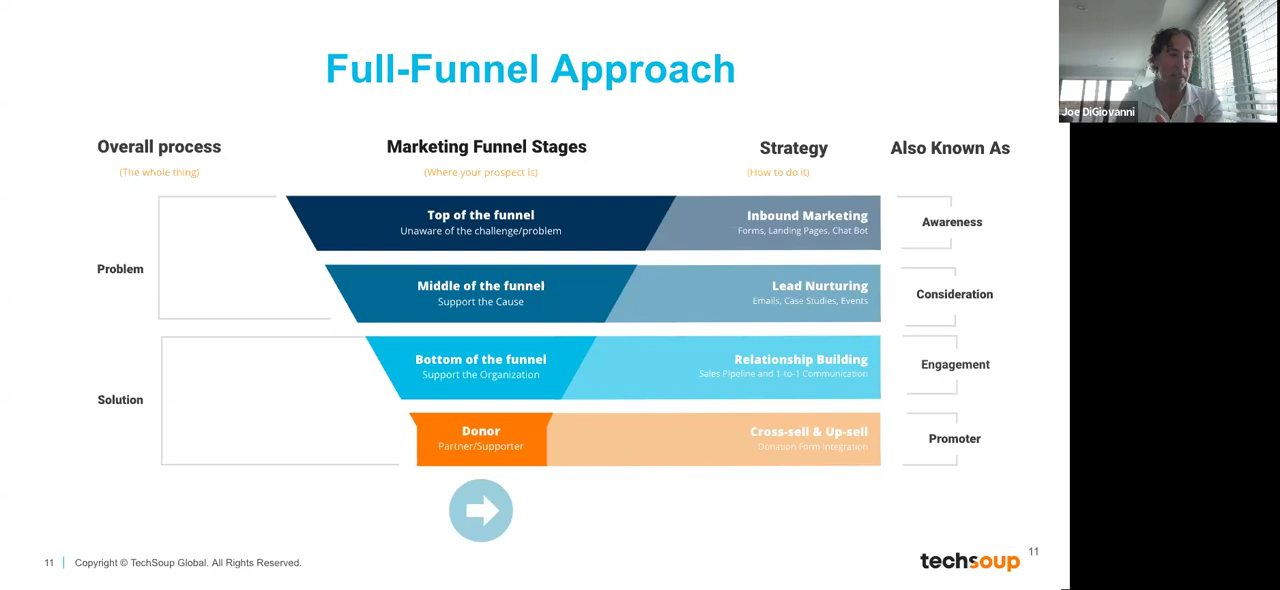 Full-Funnel Approach
Joe DiGiovanni
Overall process
(The whole thing)
Marketing Funnel Stages
(Where your prospect is)
Strategy
(How to do it)
Also Known As
Problem
Top of the funnel
Unaware of the challenge/problem
Inbound Marketing
Forms, Landing Pages, Chat Bot
Awareness
Middle of the funnel
Support the Cause
Lead Nurturing
Emails, Case Studies, Events
Consideration
Solution
Bottom of the funnel
Support the Organization
Relationship Building
Sales Pipeline and 1-to-1 Communication
Engagement
Donor
Partner/Supporter
Cross-sell & Up-sell
Donation Form Integration
Promoter
11 | Copyright © TechSoup Global. All Rights Reserved.
techsoup
11